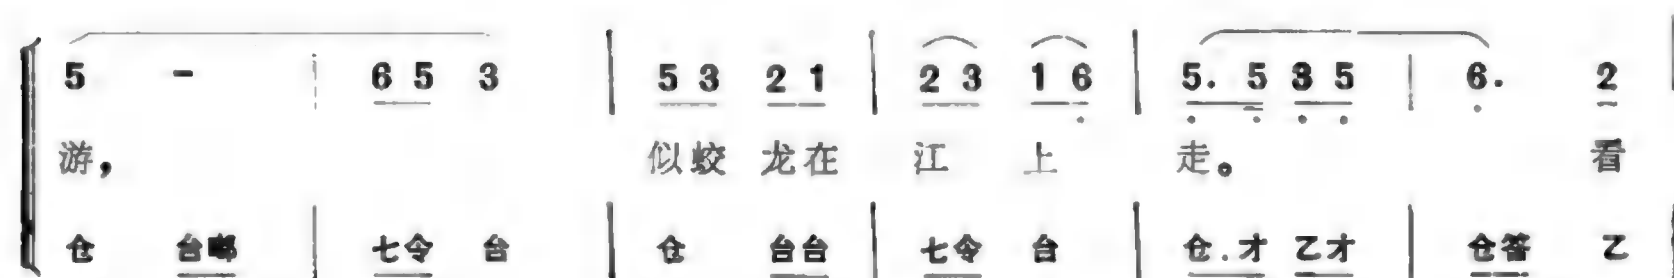 5 - 6 5 3 5 3 2 1 2 3 1 6 5. 5 3 5 6. 2
游， 似蛟 龙在 江 上 走。 看
仓 台啷 七令 台 仓 台台 七令 台 仓.才 乙才 仓答 乙